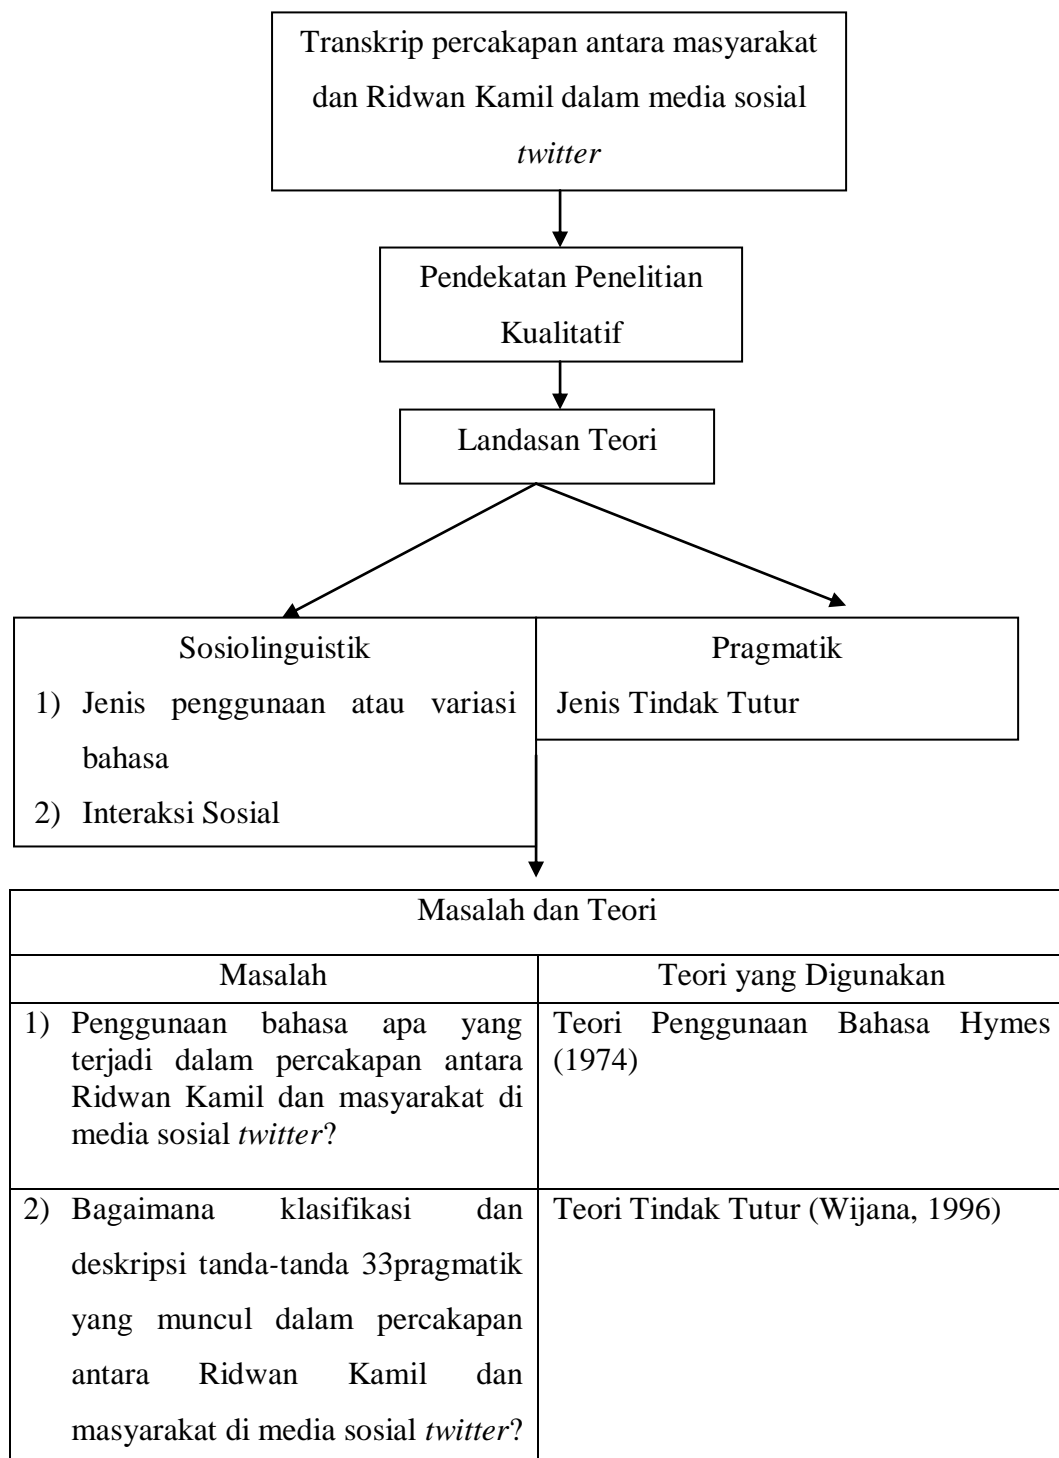 Transkrip percakapan antara masyarakat
dan Ridwan Kamil dalam media sosial
twitter
Pendekatan Penelitian
Kualitatif
Landasan Teori
Sosiolinguistik
1) Jenis penggunaan atau variasi
bahasa
2) Interaksi Sosial
Pragmatik
Jenis Tindak Tutur
Masalah dan Teori
Masalah
Teori yang Digunakan
1) Penggunaan bahasa apa yang
terjadi dalam percakapan antara
Ridwan Kamil dan masyarakat di
media sosial twitter?
Teori Penggunaan Bahasa Hymes
(1974)
2) Bagaimana klasifikasi dan
deskripsi tanda-tanda 33pragmatik
yang muncul dalam percakapan
antara Ridwan Kamil dan
masyarakat di media sosial twitter?
Teori Tindak Tutur (Wijana, 1996)